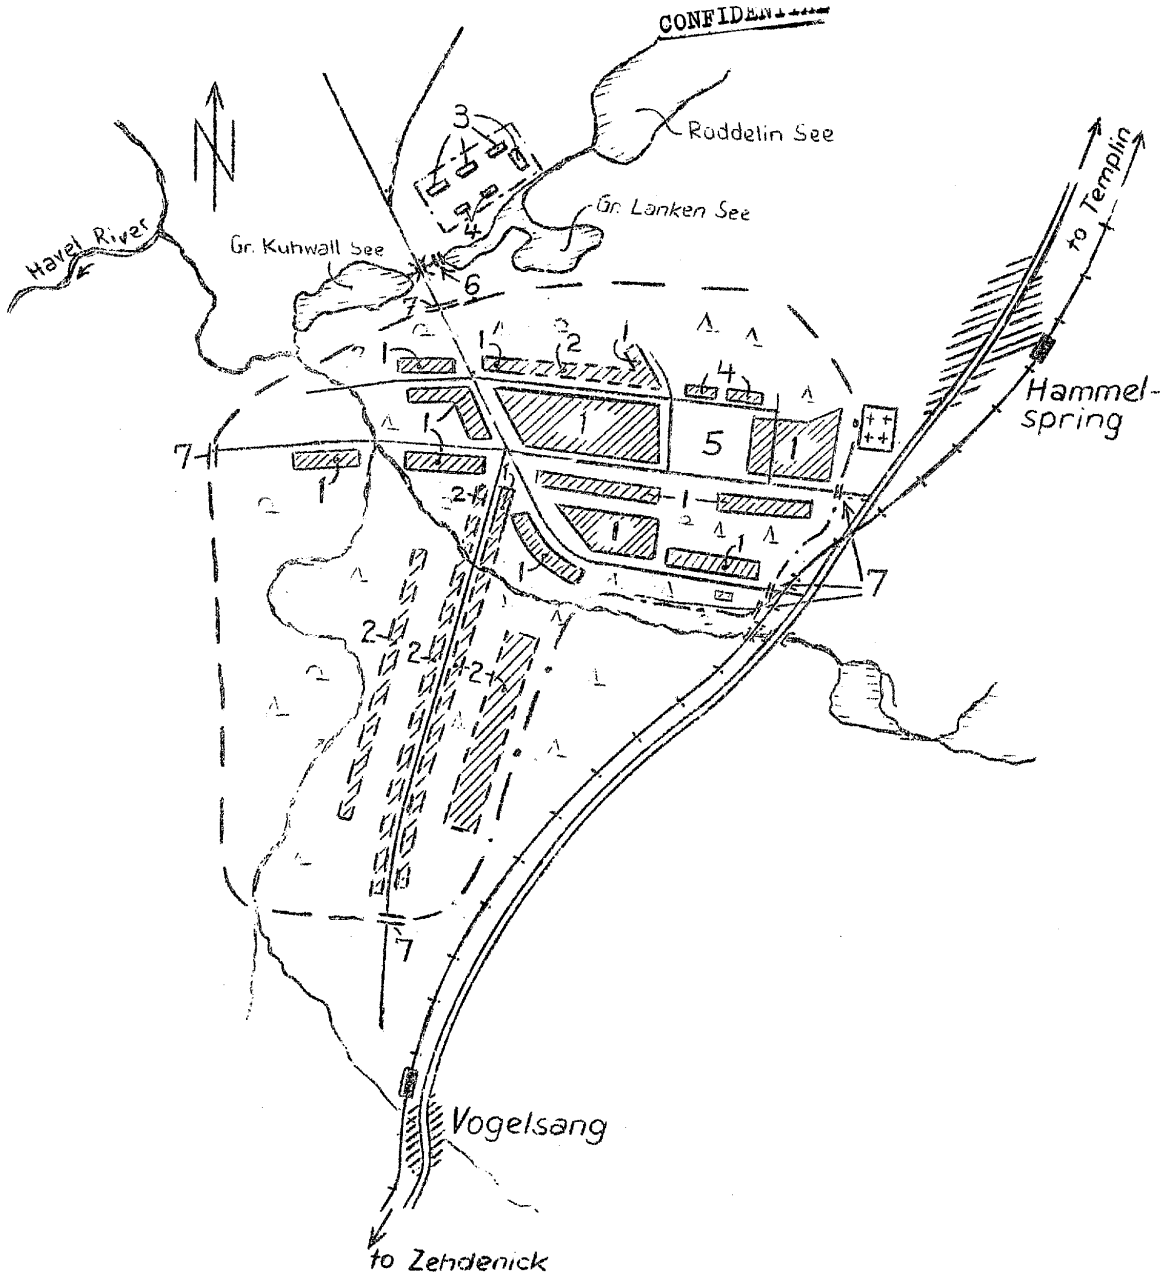 CONFIDENTIAL
N
3
Roddelin See
to Templin
Gr. Lanken See
4
Havel River
Gr. Kuhwall See
6
7
1
1
2
1
4
Hammel-
spring
1
1
5
1
7
1
2
1
1
1
1
7
2
2
2
7
Vogelsang
to Zehdenick